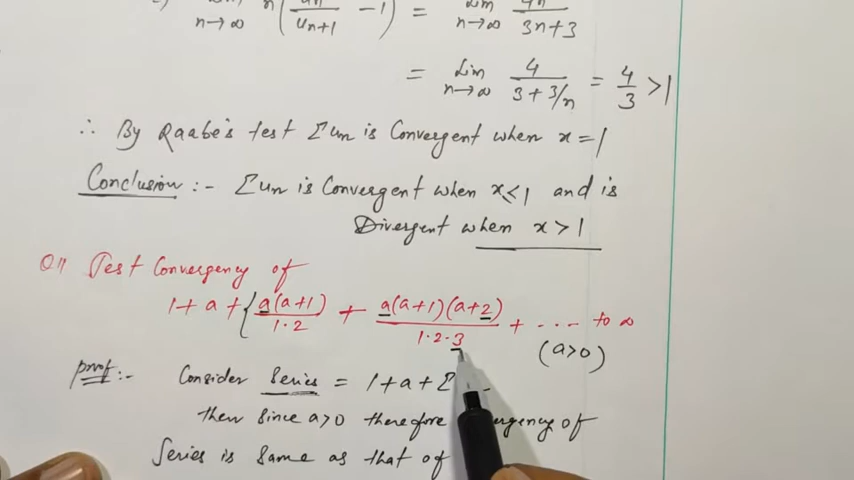 lim n→∞ n(un/un+1 - 1) = lim n→∞ 4n/3n+3
= lim n→∞ 4/3+3/n = 4/3 >1
∴ By Raabe's test Σun is Convergent when x=1
Conclusion:- Σun is Convergent when x≤1 and is
Divergent when x>1
Q11 Test Convergency of
1+a+{a(a+1)/1·2 + a(a+1)(a+2)/1·2·3 + .... to ∞
(a>0)
proof:- Consider Series = 1+a+Σ
then since a>0 therefore of
Series is Same as that of